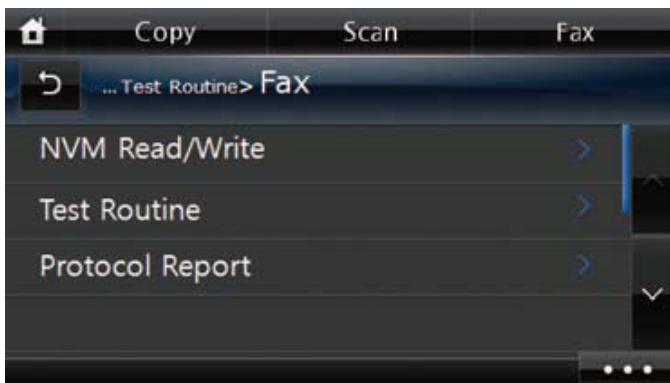 Copy Scan Fax
... Test Routine> Fax
NVM Read/Write
Test Routine
Protocol Report